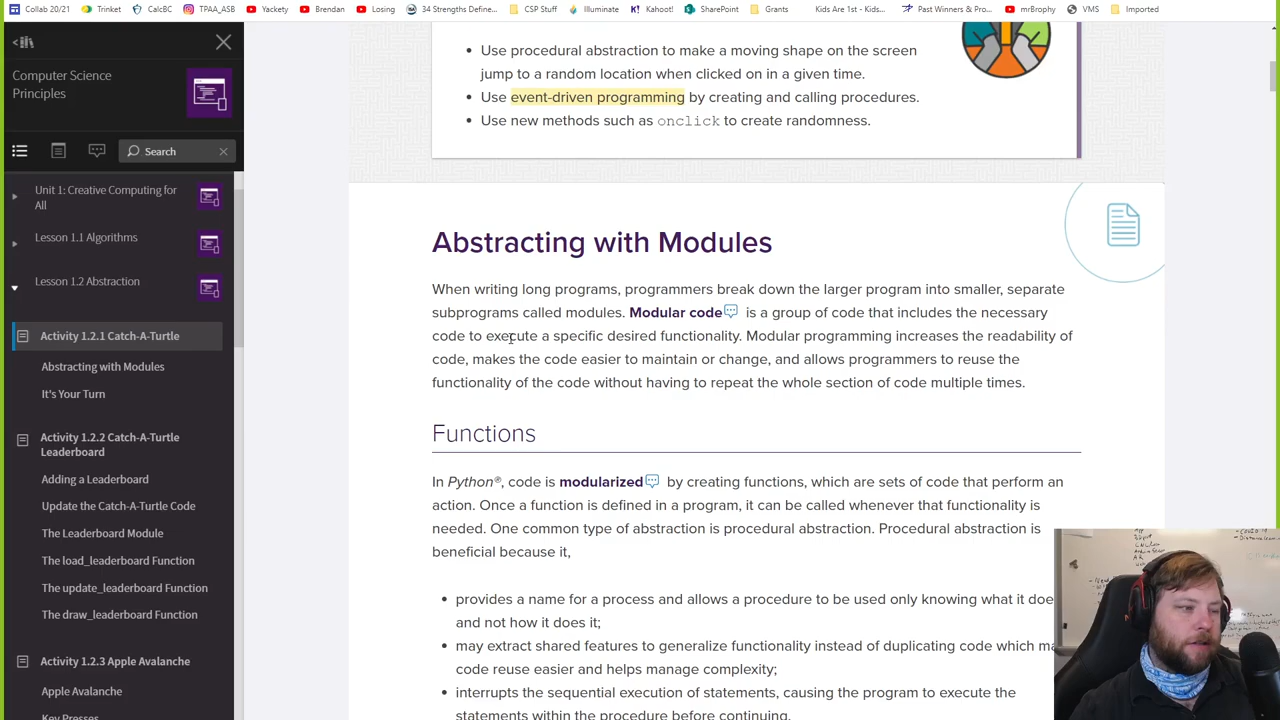 Collab 20/21 Trinket CalcBC TPAA_ASB Yackety Brendan Losing 34 Strengths Define... CSP Stuff Illuminate Kahoot! SharePoint Grants Kids Are 1st - Kids... Past Winners & Pro... mrBrophy VMS Imported
Computer Science
Principles
Search
Unit 1: Creative Computing for
All
Lesson 1.1 Algorithms
Lesson 1.2 Abstraction
Activity 1.2.1 Catch-A-Turtle
Abstracting with Modules
It's Your Turn
Activity 1.2.2 Catch-A-Turtle
Leaderboard
Adding a Leaderboard
Update the Catch-A-Turtle Code
The Leaderboard Module
The load_leaderboard Function
The update_leaderboard Function
The draw_leaderboard Function
Activity 1.2.3 Apple Avalanche
Apple Avalanche
Key Presses
• Use procedural abstraction to make a moving shape on the screen
jump to a random location when clicked on in a given time.
• Use event-driven programming by creating and calling procedures.
• Use new methods such as onclick to create randomness.
Abstracting with Modules
When writing long programs, programmers break down the larger program into smaller, separate
subprograms called modules. Modular code is a group of code that includes the necessary
code to execute a specific desired functionality. Modular programming increases the readability of
code, makes the code easier to maintain or change, and allows programmers to reuse the
functionality of the code without having to repeat the whole section of code multiple times.
Functions
In Python®, code is modularized by creating functions, which are sets of code that perform an
action. Once a function is defined in a program, it can be called whenever that functionality is
needed. One common type of abstraction is procedural abstraction. Procedural abstraction is
beneficial because it,
• provides a name for a process and allows a procedure to be used only knowing what it doe
and not how it does it;
• may extract shared features to generalize functionality instead of duplicating code which ma
code reuse easier and helps manage complexity;
• interrupts the sequential execution of statements, causing the program to execute the
statements within the procedure before continuing.